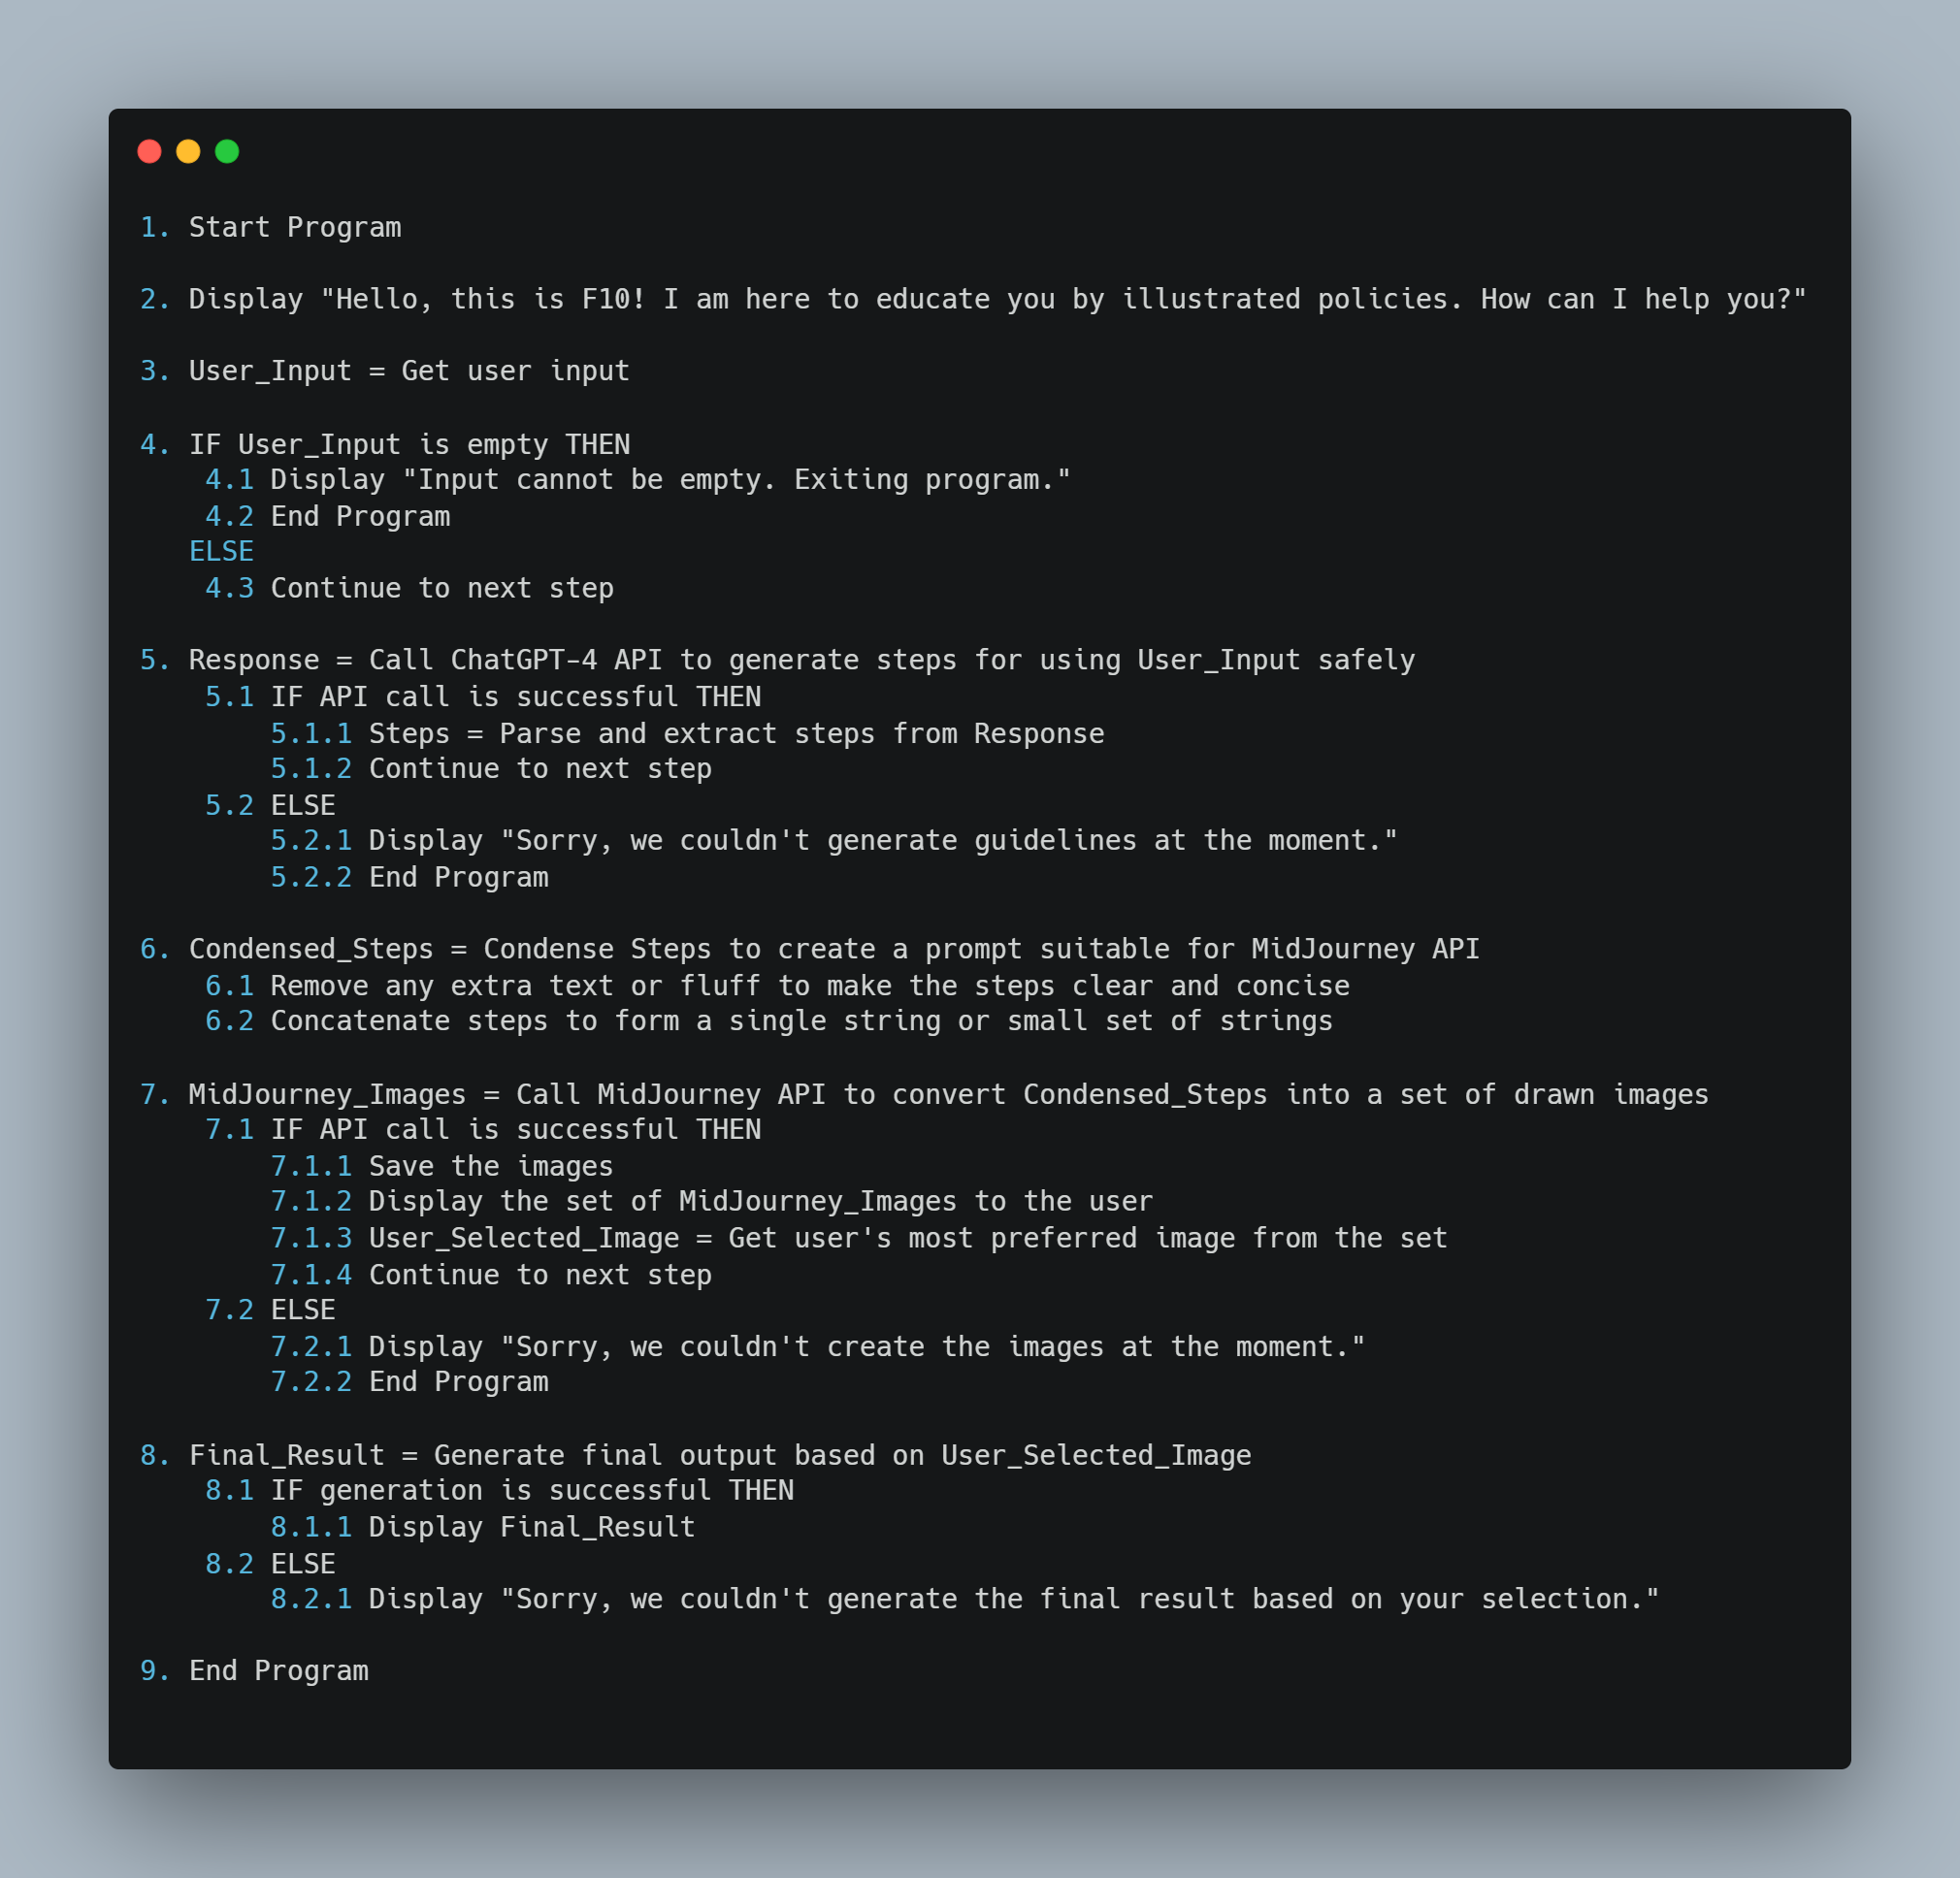 1. Start Program
2. Display "Hello, this is F10! I am here to educate you by illustrated policies. How can I help you?"
3. User_Input = Get user input
4. IF User_Input is empty THEN
4.1 Display "Input cannot be empty. Exiting program."
4.2 End Program
ELSE
4.3 Continue to next step
5. Response = Call ChatGPT-4 API to generate steps for using User_Input safely
5.1 IF API call is successful THEN
5.1.1 Steps = Parse and extract steps from Response
5.1.2 Continue to next step
5.2 ELSE
5.2.1 Display "Sorry, we couldn't generate guidelines at the moment."
5.2.2 End Program
6. Condensed_Steps = Condense Steps to create a prompt suitable for MidJourney API
6.1 Remove any extra text or fluff to make the steps clear and concise
6.2 Concatenate steps to form a single string or small set of strings
7. MidJourney_Images = Call MidJourney API to convert Condensed_Steps into a set of drawn images
7.1 IF API call is successful THEN
7.1.1 Save the images
7.1.2 Display the set of MidJourney_Images to the user
7.1.3 User_Selected_Image = Get user's most preferred image from the set
7.1.4 Continue to next step
7.2 ELSE
7.2.1 Display "Sorry, we couldn't create the images at the moment."
7.2.2 End Program
8. Final_Result = Generate final output based on User_Selected_Image
8.1 IF generation is successful THEN
8.1.1 Display Final_Result
8.2 ELSE
8.2.1 Display "Sorry, we couldn't generate the final result based on your selection."
9. End Program